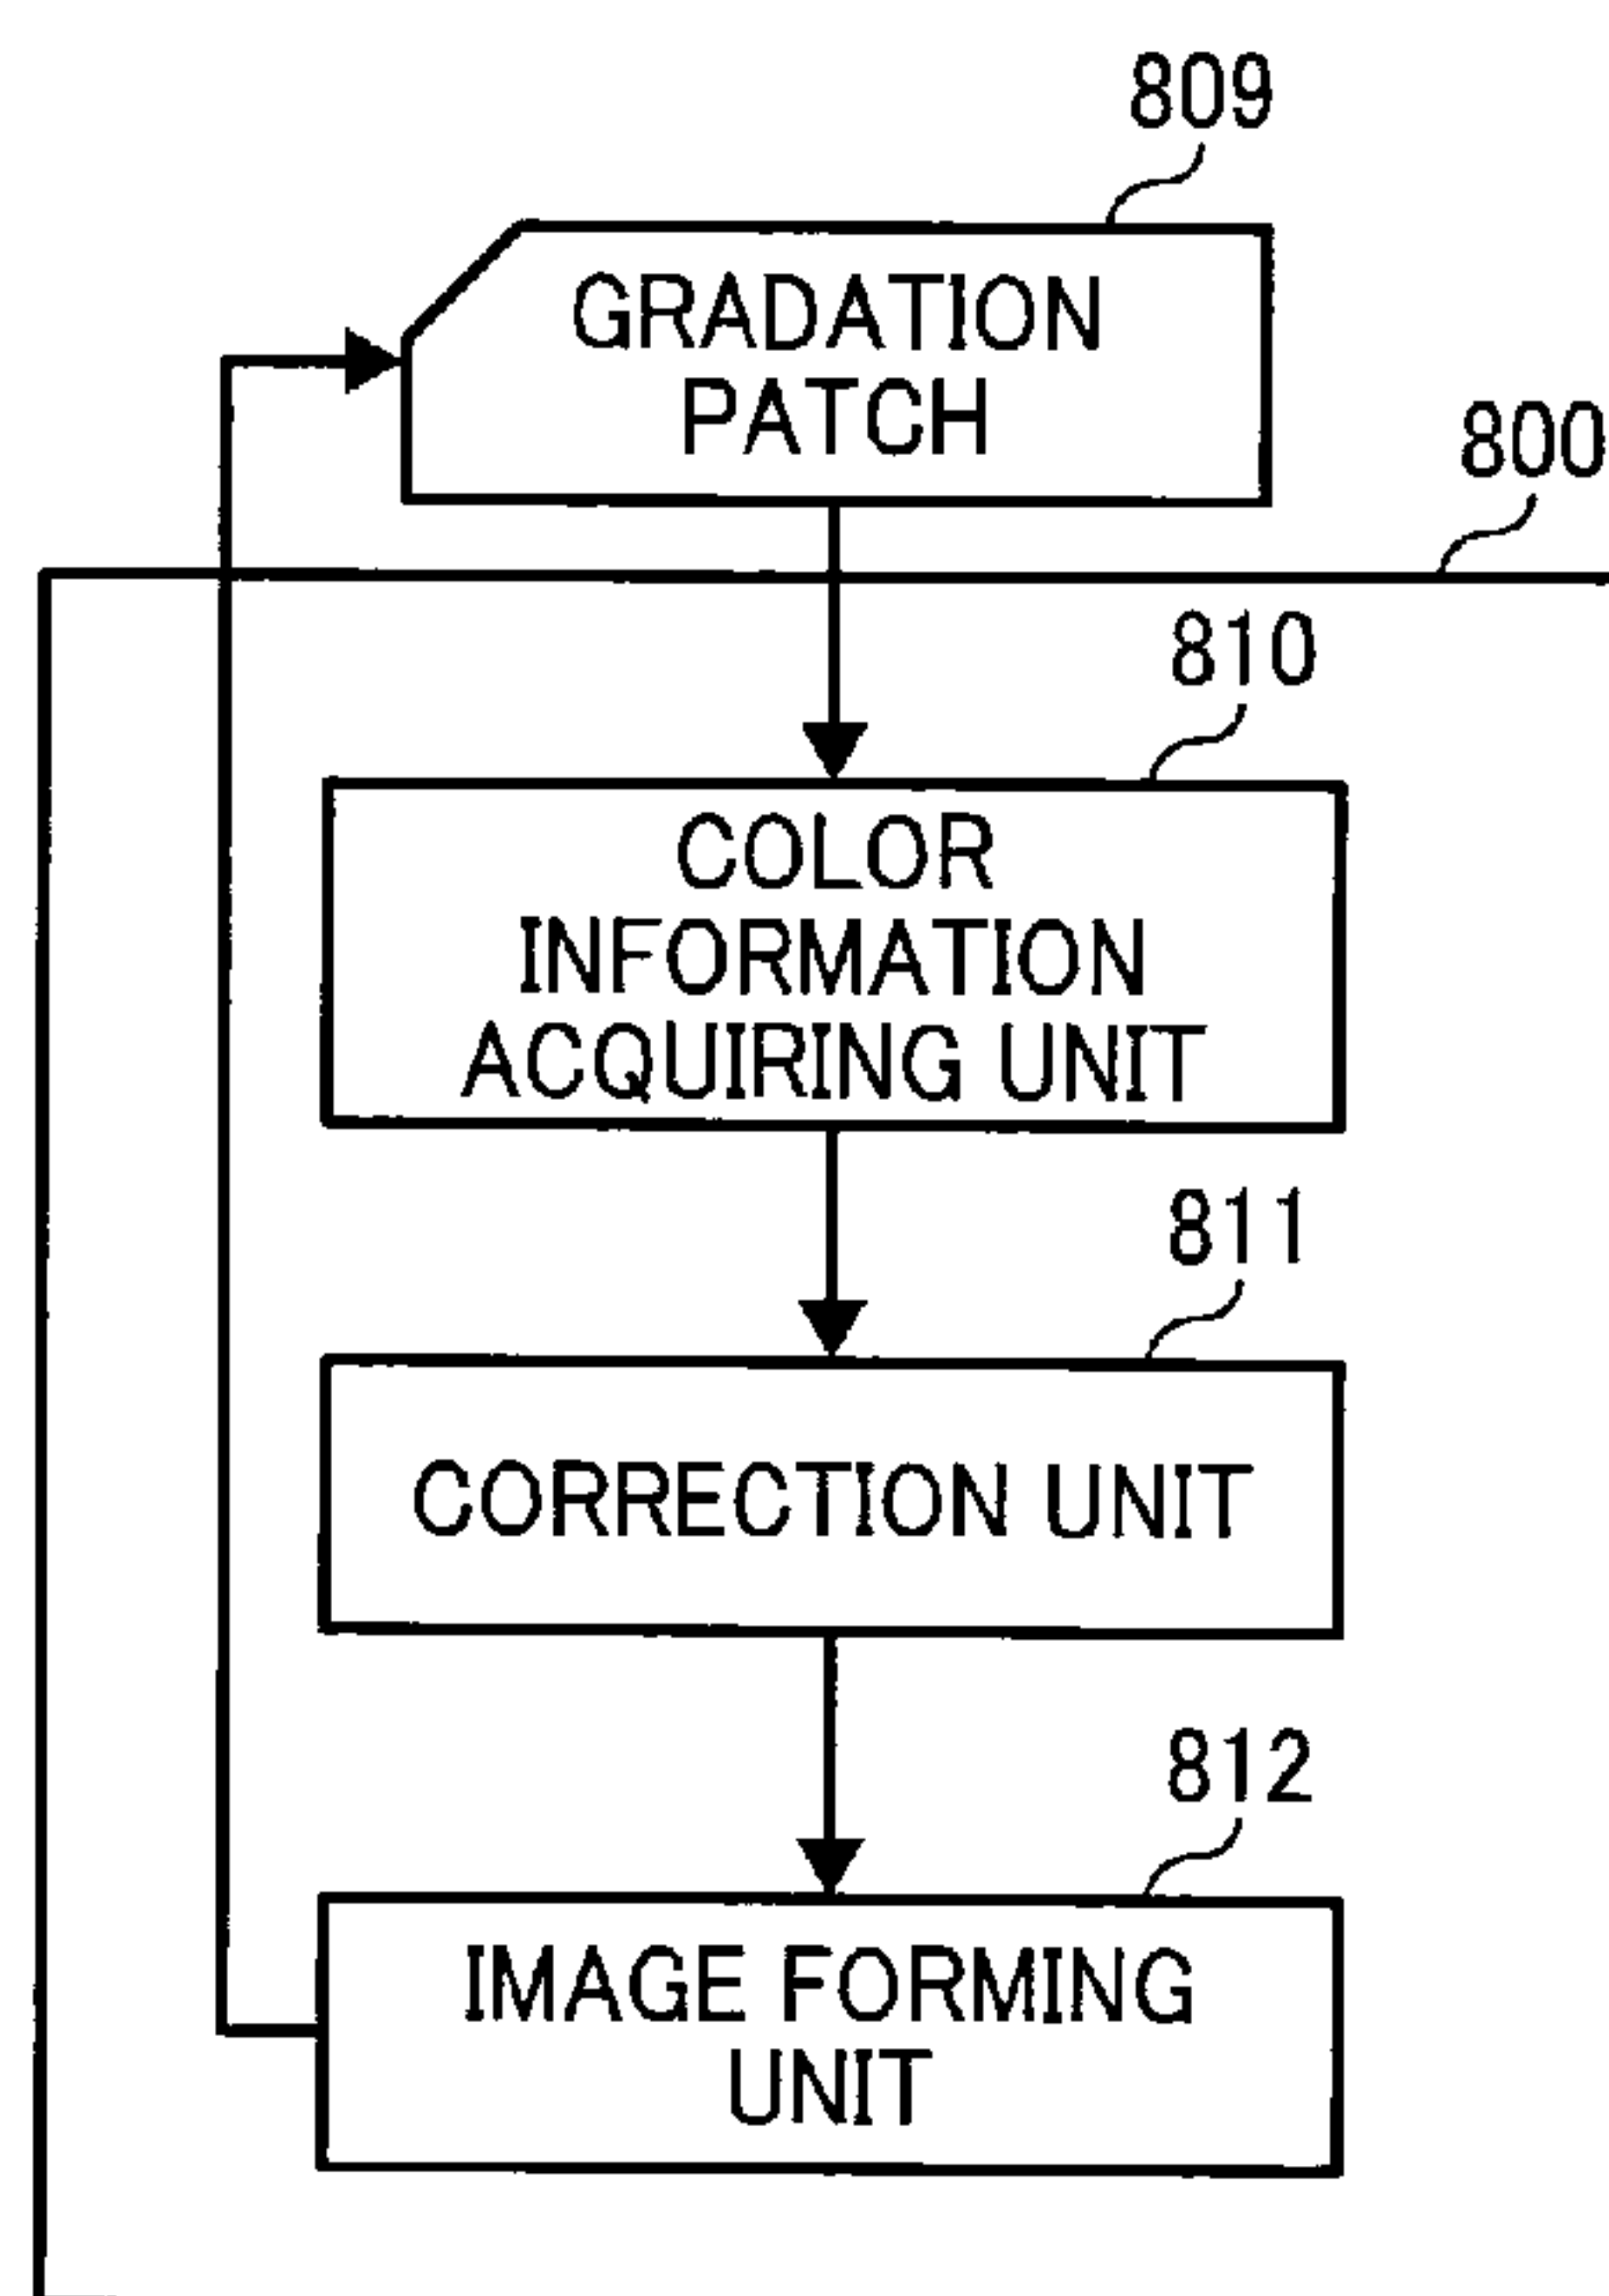 809
GRADATION
PATCH
800
810
COLOR
INFORMATION
ACQUIRING UNIT
811
CORRECTION UNIT
812
IMAGE FORMING
UNIT